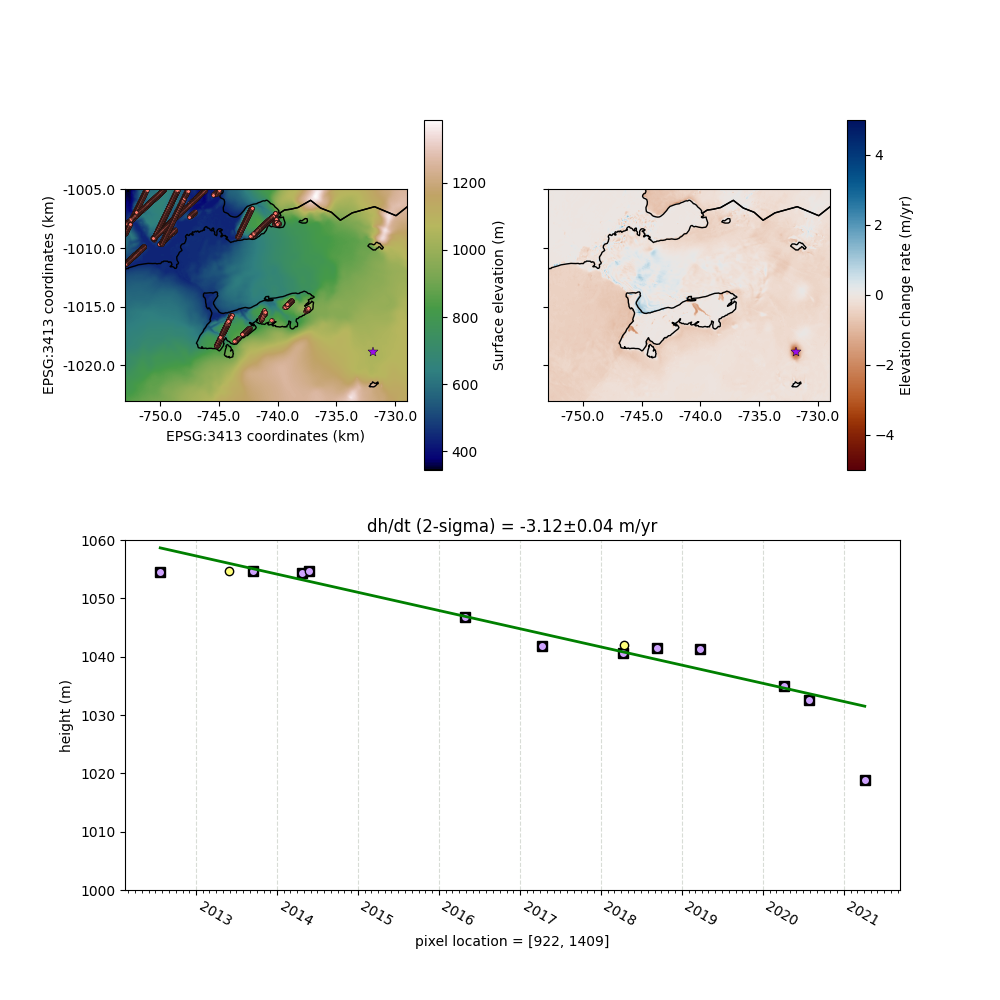 -1005.0
-1010.0
-1015.0
-1020.0
EPSG:3413 coordinates (km)
-750.0 -745.0 -740.0 -735.0 -730.0
EPSG:3413 coordinates (km)
1200
1000
800
600
400
Surface elevation (m)
-750.0 -745.0 -740.0 -735.0 -730.0
4
2
0
−2
−4
Elevation change rate (m/yr)
dh/dt (2-sigma) = -3.12±0.04 m/yr
1060
1050
1040
1030
1020
1010
1000
height (m)
2013 2014 2015 2016 2017 2018 2019 2020 2021
pixel location = [922, 1409]